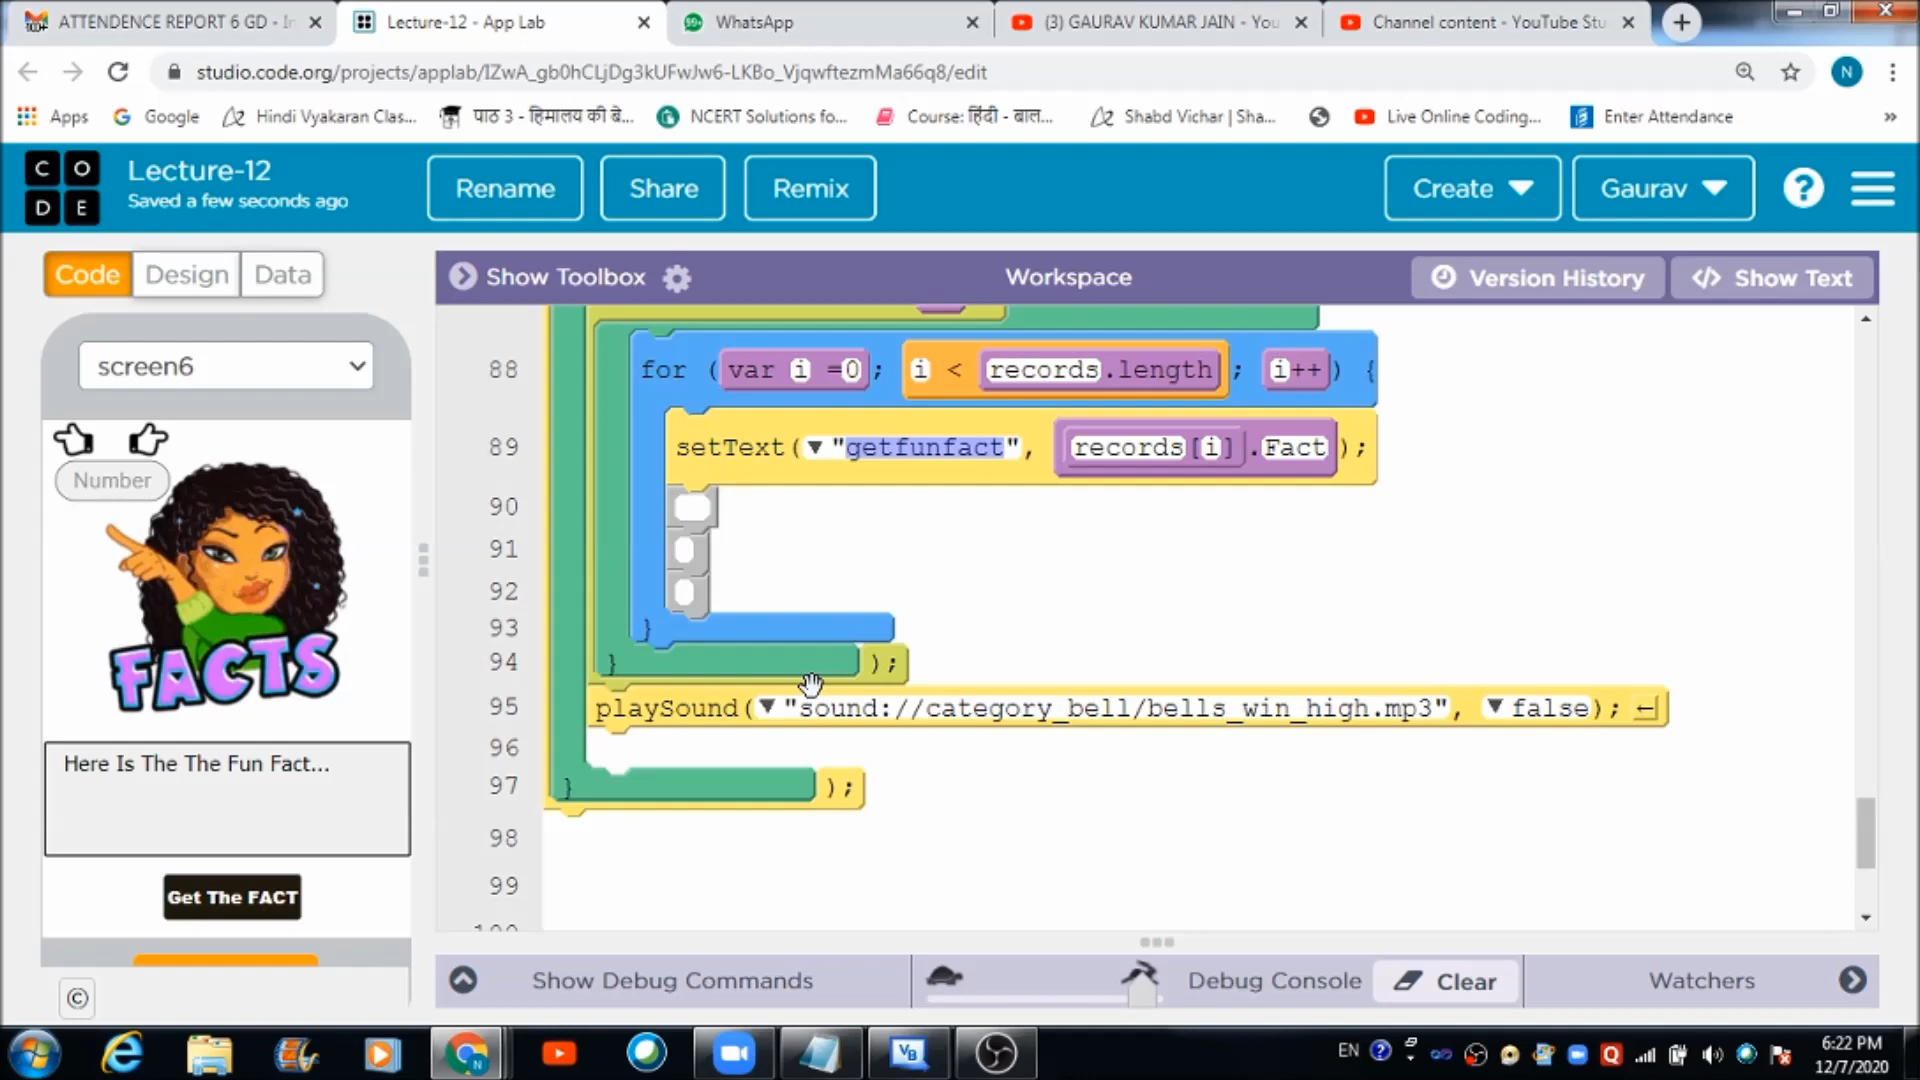 ATTENDENCE REPORT 6 GD - In
Lecture-12 - App Lab
WhatsApp
(3) GAURAV KUMAR JAIN - You
Channel content - YouTube Stu
studio.code.org/projects/applab/IZwA_gb0hCLjDg3kUFwJw6-LKBo_VjqwftezmMa66q8/edit
N
Apps
Google
Hindi Vyakaran Clas...
पाठ 3 - हिमालय की बे...
NCERT Solutions fo...
Course: हिंदी - बाल...
Shabd Vichar | Sha...
Live Online Coding...
Enter Attendance
»
C O
D E
Lecture-12
Saved a few seconds ago
Rename
Share
Remix
Create
Gaurav
?
Code
Design
Data
Show Toolbox
Workspace
Version History
</> Show Text
screen6
Number
FACTS
Here Is The The Fun Fact...
Get The FACT
88 for (var i =0; i < records.length; i++) {
89 setText("getfunfact", records[i].Fact);
90
91
92
93 }
94 });
95 playSound("sound://category_bell/bells_win_high.mp3", false);
96
97 });
98
99
Show Debug Commands
Debug Console
Clear
Watchers
©
EN
6:22 PM
12/7/2020